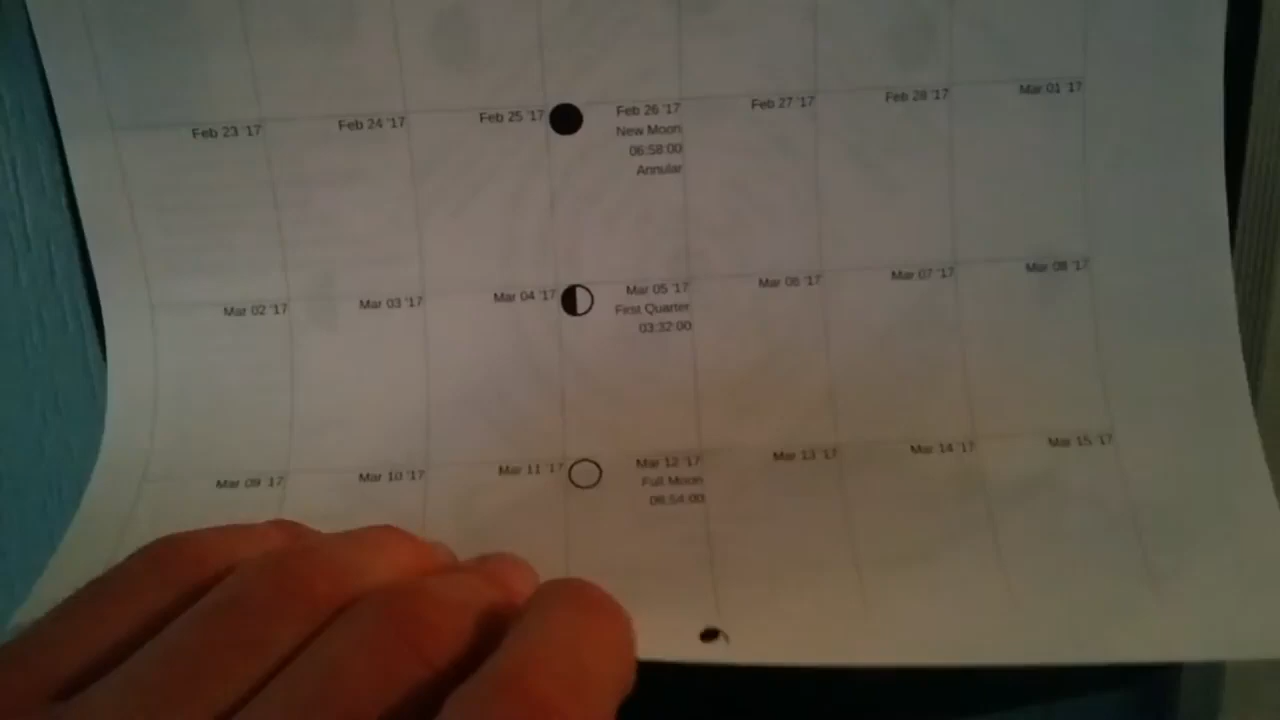 Feb 23 '17
Feb 24 '17
Feb 25 '17
Feb 26 '17
New Moon
06:58:00
Annular
Feb 27 '17
Feb 28 '17
Mar 01 '17
Mar 02 '17
Mar 03 '17
Mar 04 '17
Mar 05 '17
First Quarter
03:32:00
Mar 06 '17
Mar 07 '17
Mar 08 '17
Mar 09 '17
Mar 10 '17
Mar 11 '17
Mar 12 '17
Full Moon
06:54:00
Mar 13 '17
Mar 14 '17
Mar 15 '17